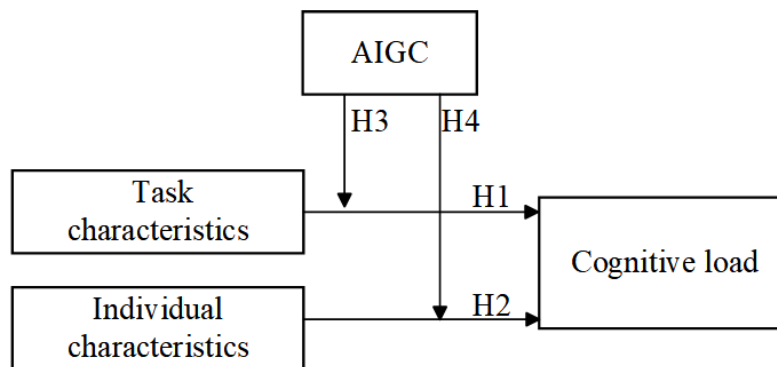 AIGC
H3
H4
Task
characteristics
H1
Cognitive load
Individual
characteristics
H2